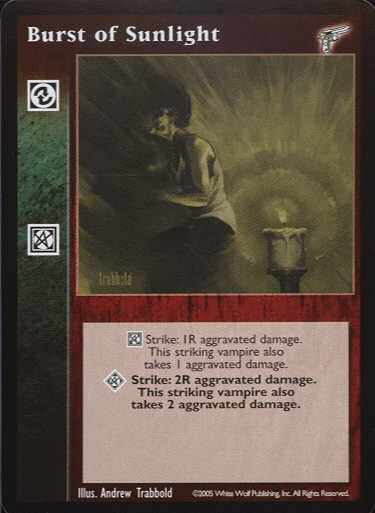 Burst of Sunlight
trabbold
Strike: 1R aggravated damage.
This striking vampire also
takes 1 aggravated damage.
Strike: 2R aggravated damage.
This striking vampire also
takes 2 aggravated damage.
Illus. Andrew Trabbold
©2005 White Wolf Publishing, Inc. All Rights Reserved.